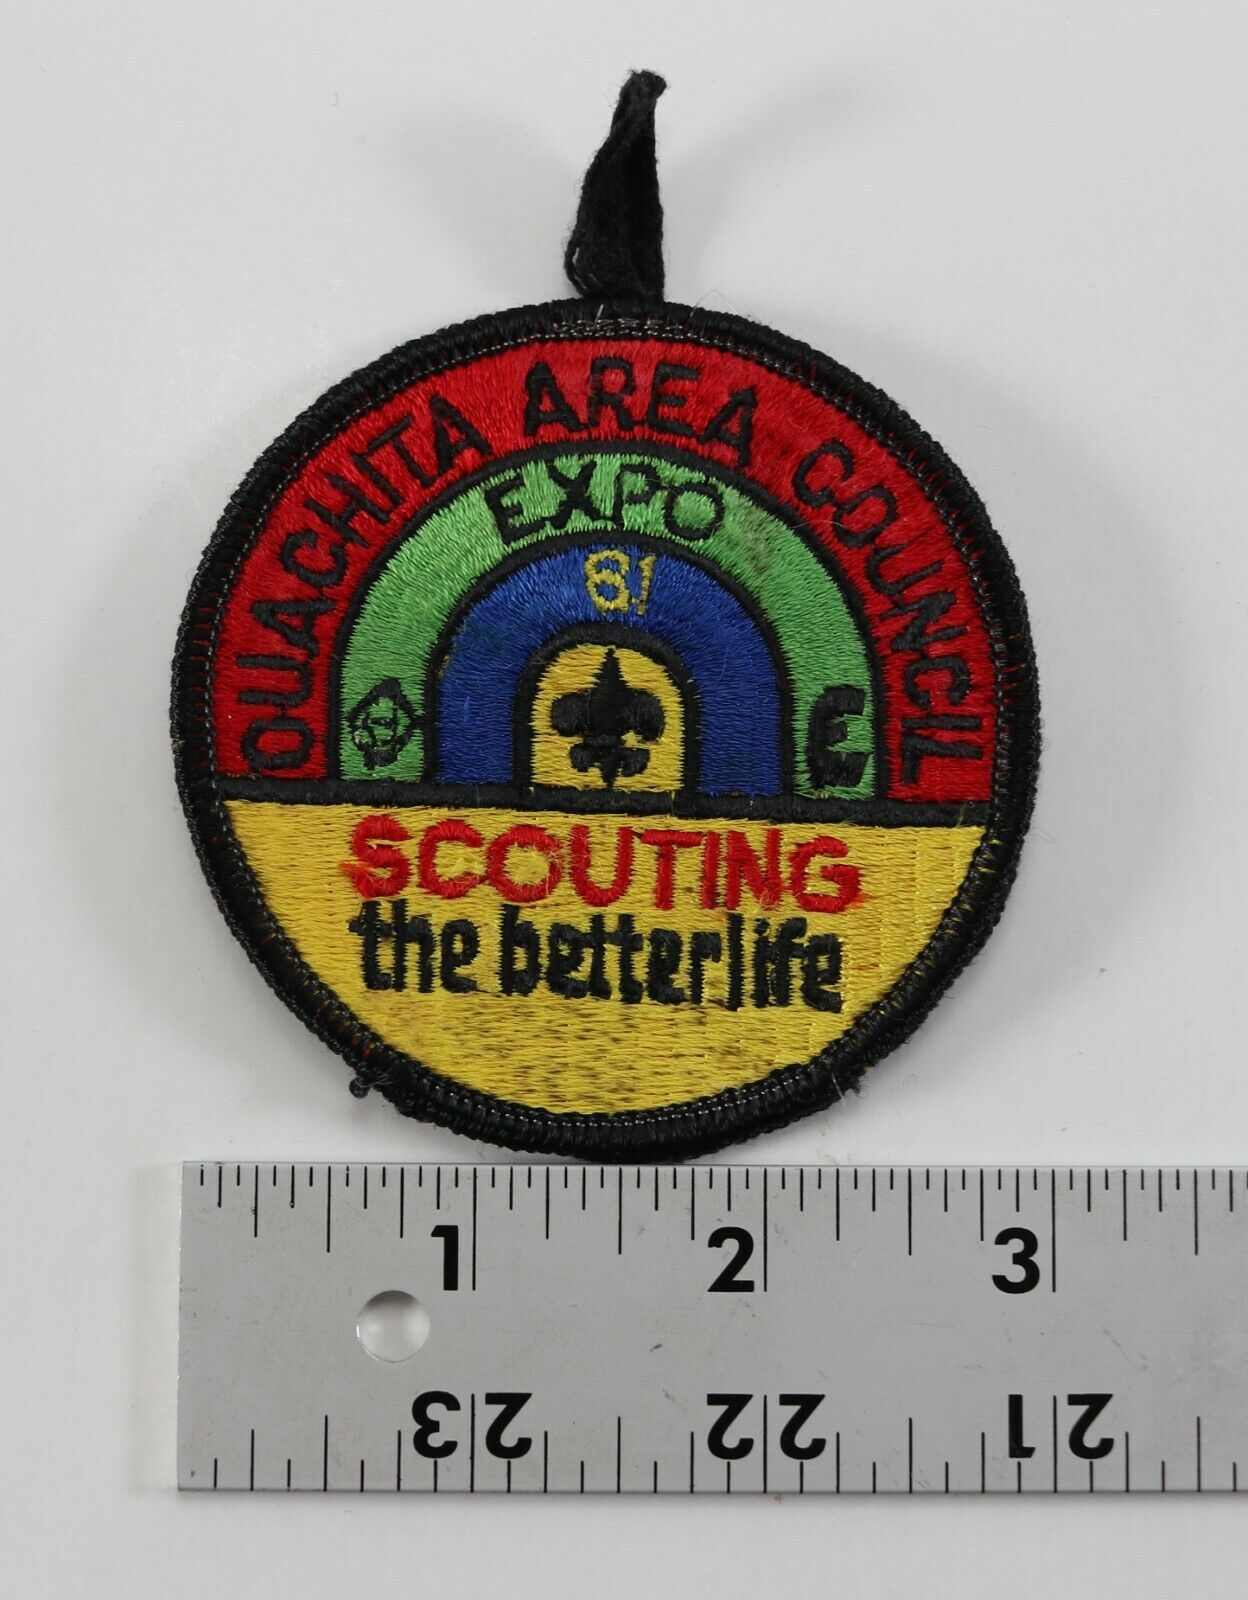 OUACHITA AREA COUNCIL
EXPO
81
E
SCOUTING
the better life
1 2 3
23 22 21